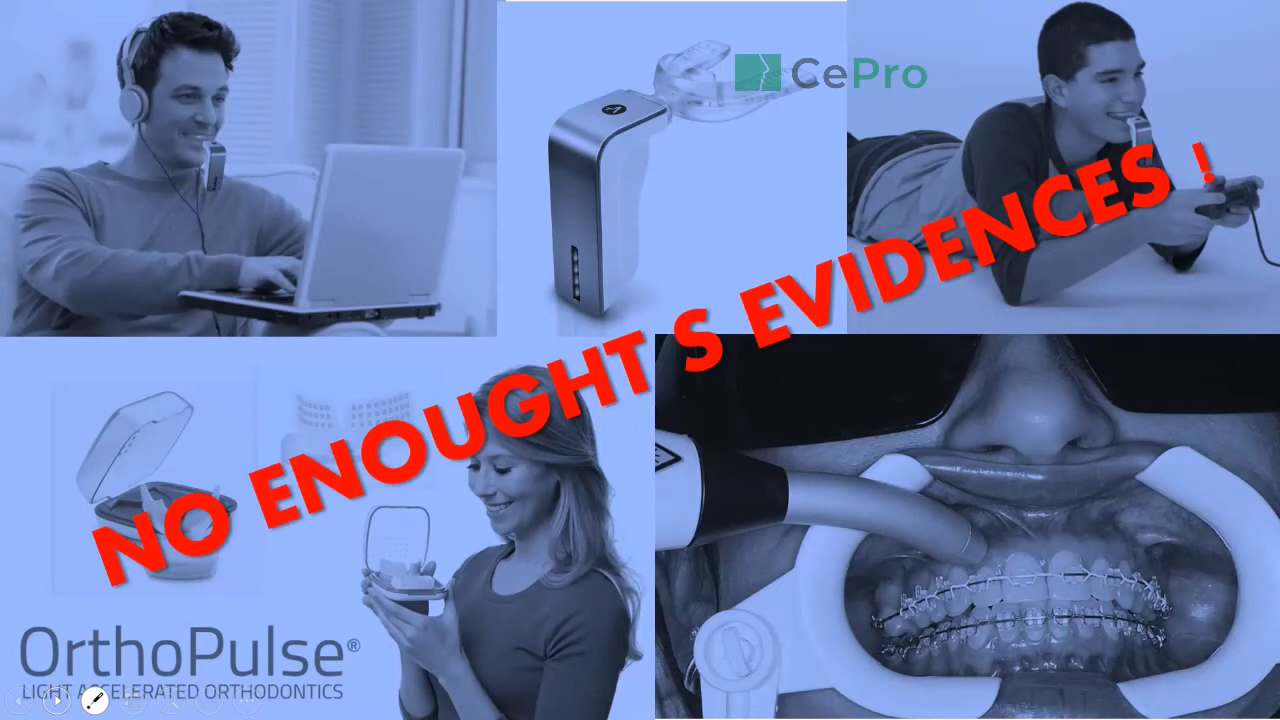 CePro
NO ENOUGHT S EVIDENCES !
OrthoPulse®
LIGHT ACCELERATED ORTHODONTICS